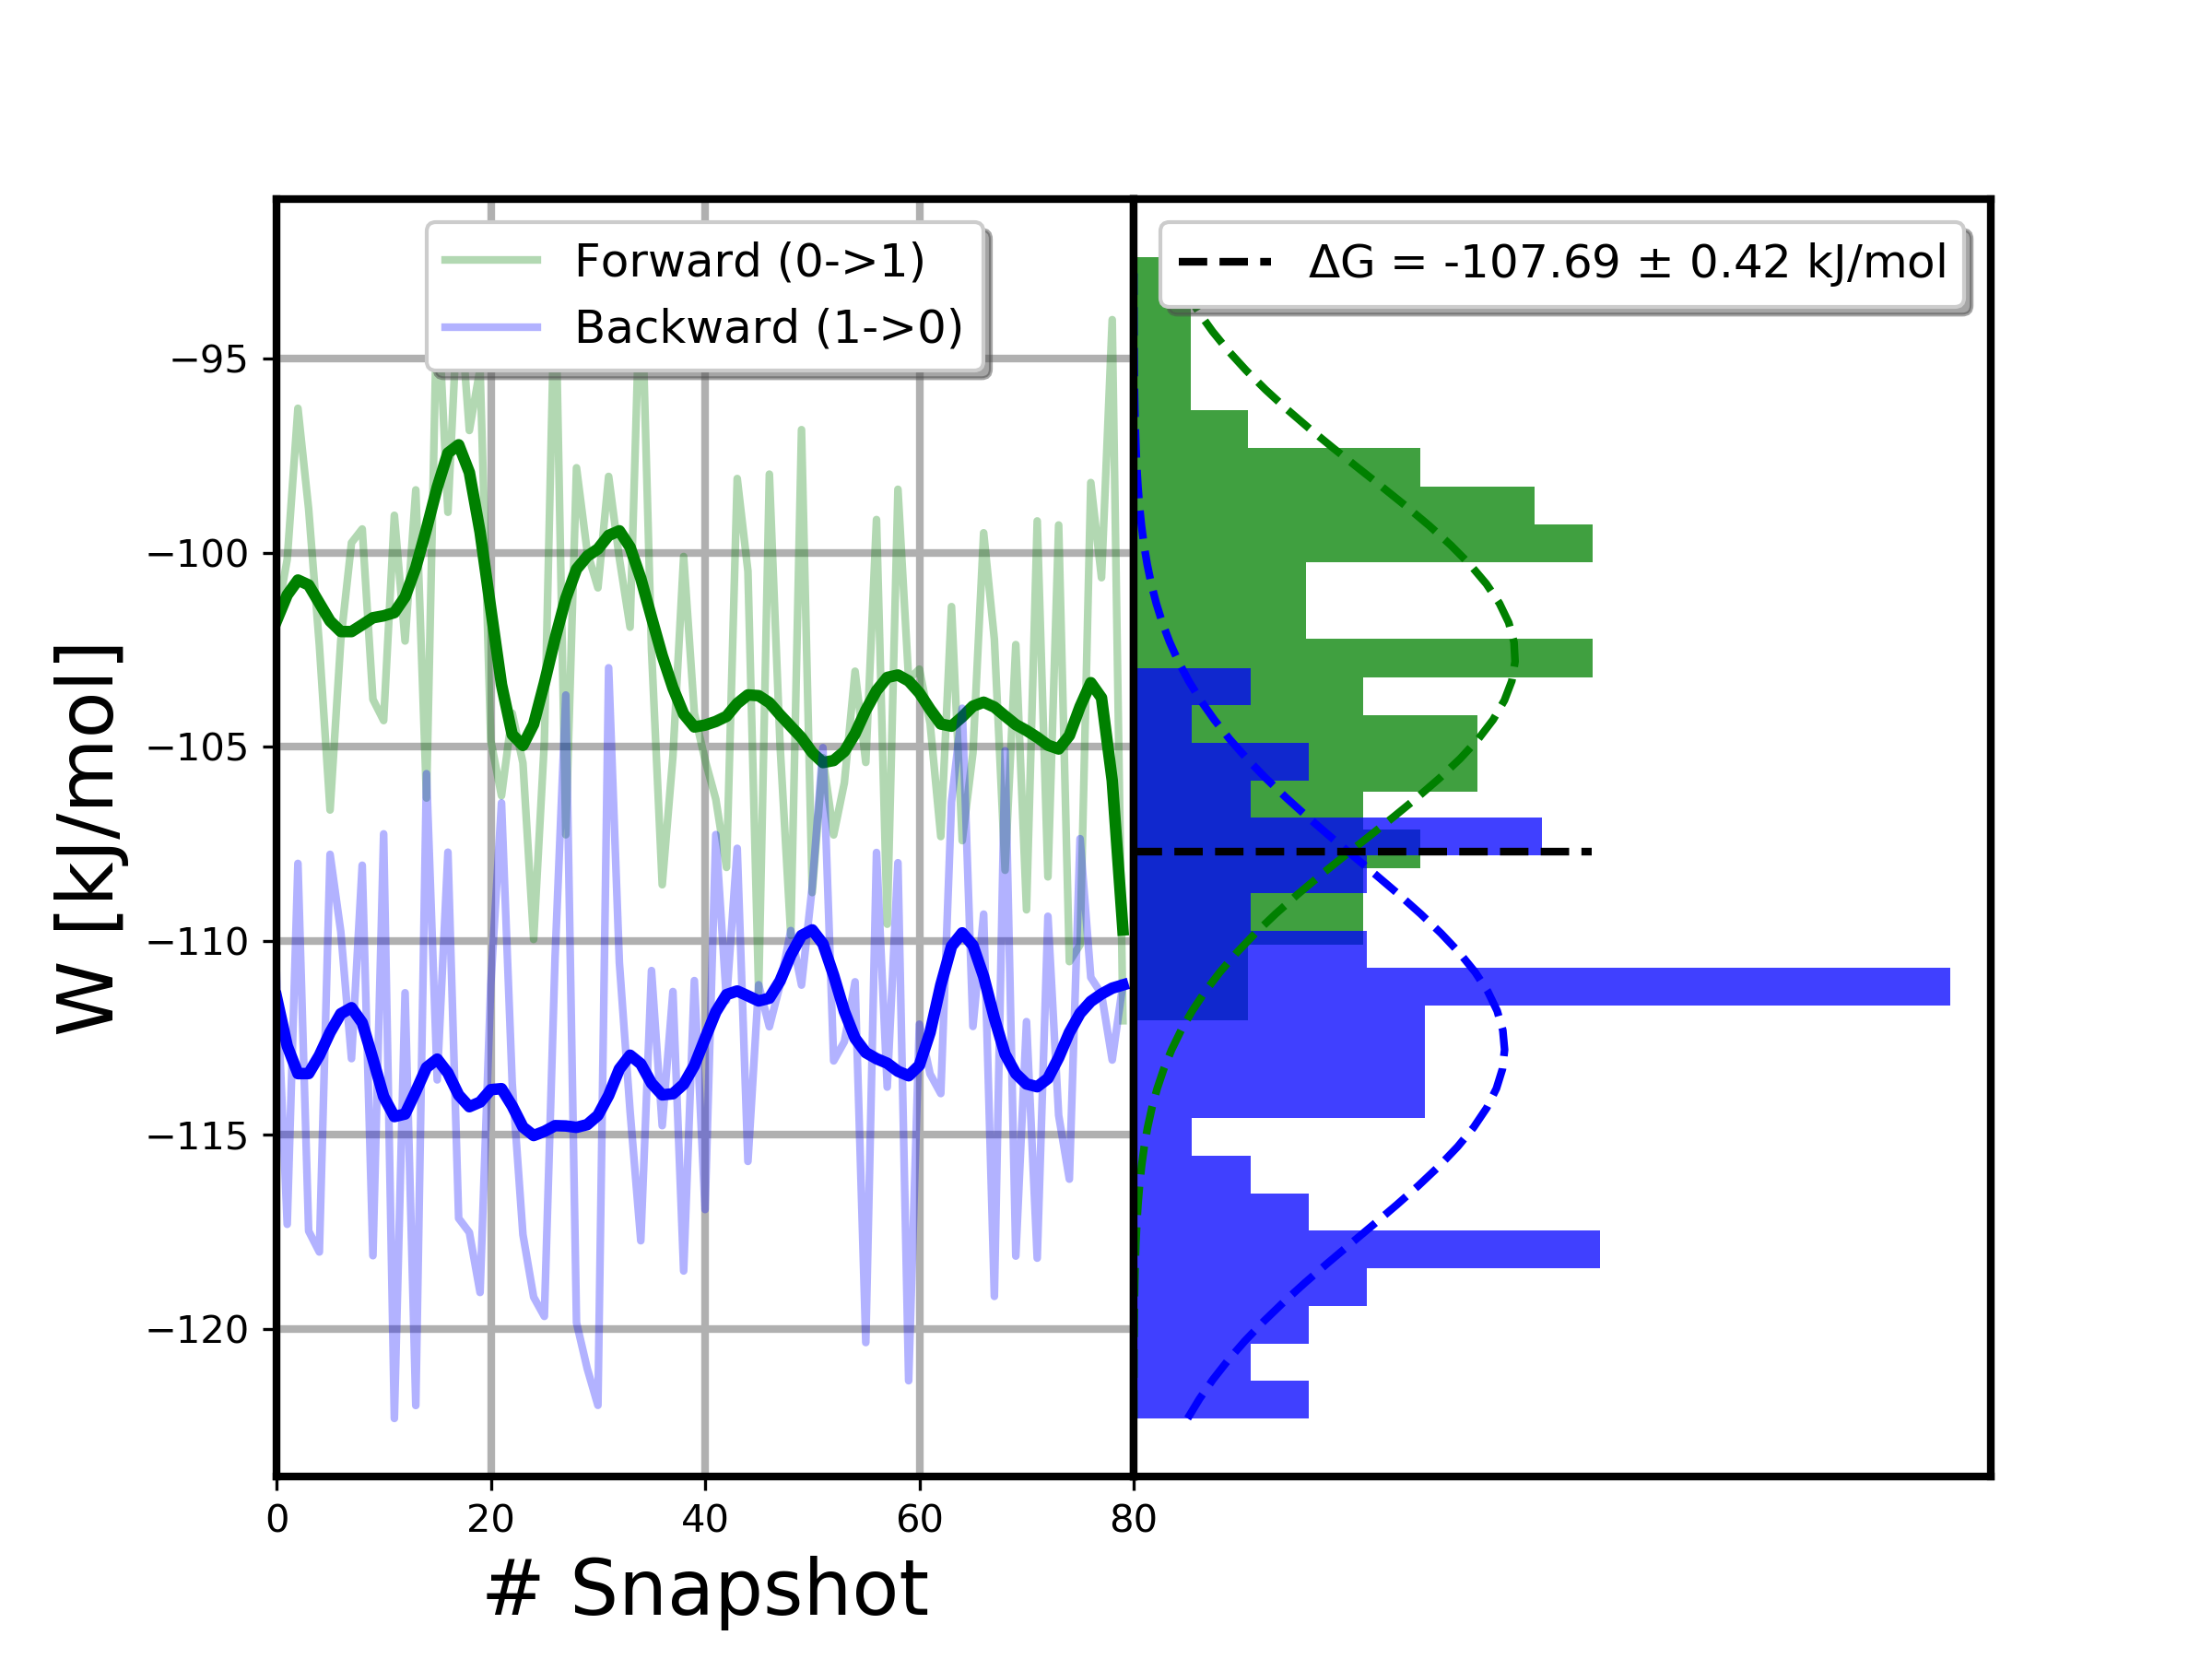 Forward (0->1)
Backward (1->0)
ΔG = -107.69 ± 0.42 kJ/mol
−95
−100
−105
−110
−115
−120
W [kJ/mol]
0 20 40 60 80
# Snapshot